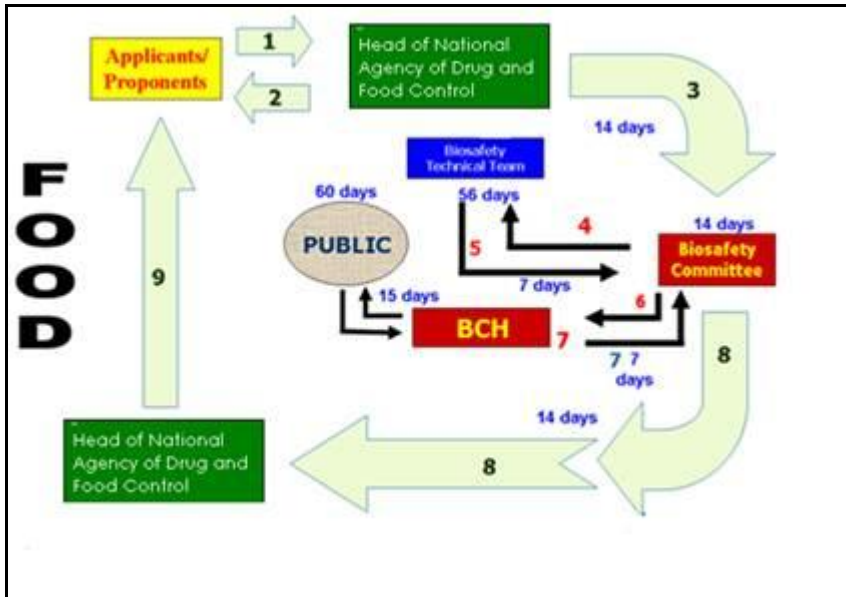 Applicants/
Proponents
1
2
Head of National
Agency of Drug and
Food Control
3
14 days
Biosafety
Technical Team
60 days
56 days
PUBLIC
4
5
14 days
Biosafety
Committee
7 days
15 days
6
BCH
7
7 7
days
8
FOOD
9
14 days
8
Head of National
Agency of Drug and
Food Control